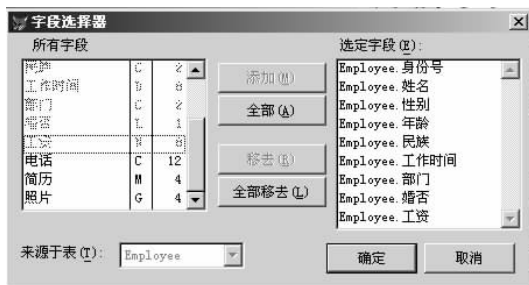 字段选择器
所有字段
选定字段(E):
民族 C 2
工作时间 D 8
部门 C 2
婚否 L 1
工资 N 8
电话 C 12
简历 M 4
照片 G 4
添加(M)
全部(A)
移去(R)
全部移去(L)
Employee.身份号
Employee.姓名
Employee.性别
Employee.年龄
Employee.民族
Employee.工作时间
Employee.部门
Employee.婚否
Employee.工资
来源于表(T): Employee
确定
取消